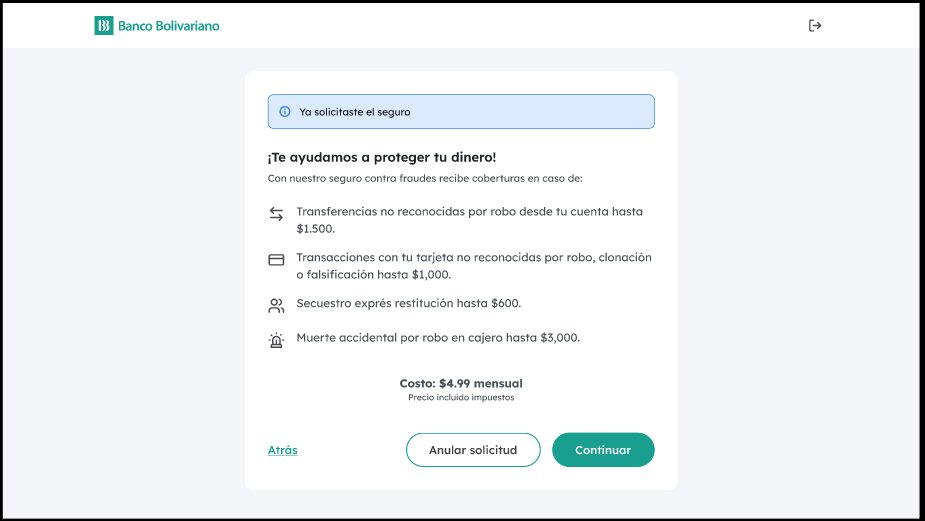 Banco Bolivariano
Ya solicitaste el seguro
¡Te ayudamos a proteger tu dinero!
Con nuestro seguro contra fraudes recibe coberturas en caso de:
Transferencias no reconocidas por robo desde tu cuenta hasta
$1.500.
Transacciones con tu tarjeta no reconocidas por robo, clonación
o falsificación hasta $1,000.
Secuestro exprés restitución hasta $600.
Muerte accidental por robo en cajero hasta $3,000.
Costo: $4.99 mensual
Precio incluido impuestos
Atrás
Anular solicitud
Continuar